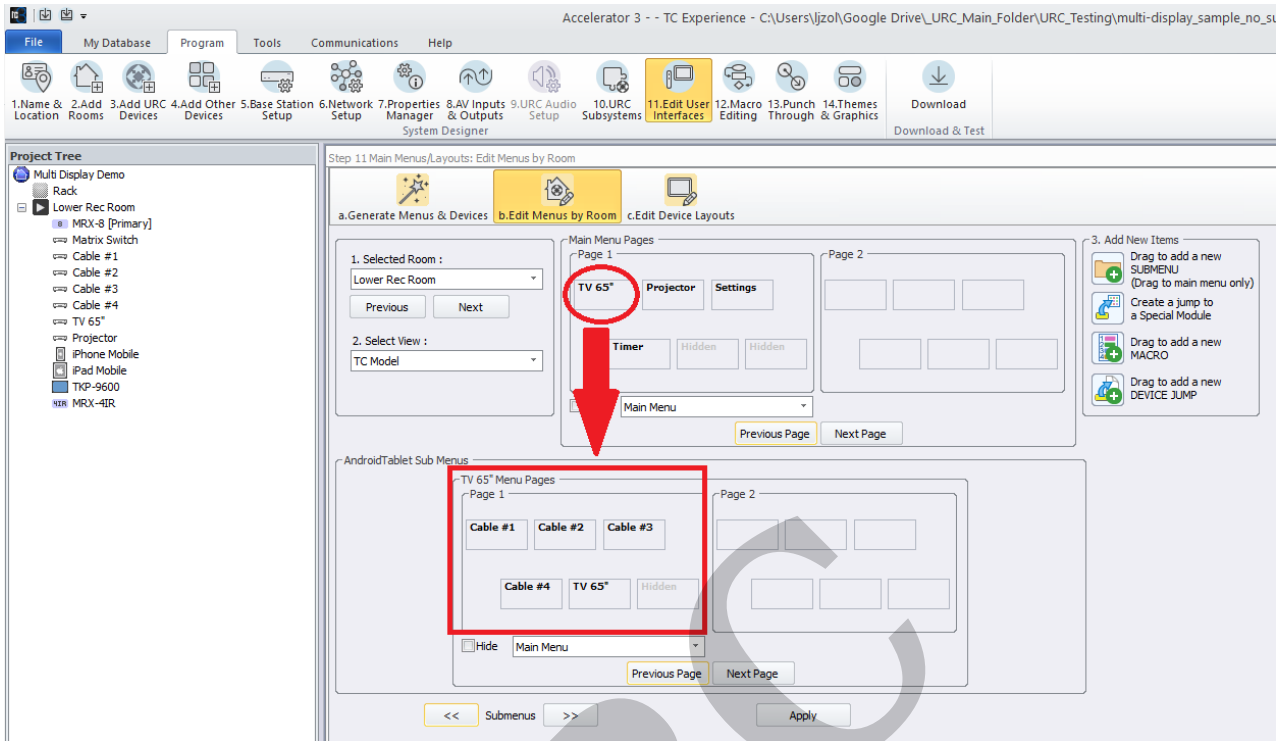 TC
Accelerator 3 - - TC Experience - C:\Users\ljzol\Google Drive\_URC_Main_Folder\URC_Testing\multi-display_sample_no_su
File My Database Program Tools Communications Help
1.Name & Location 2.Add Rooms 3.Add URC Devices 4.Add Other Devices 5.Base Station Setup 6.Network Setup 7.Properties Manager 8.AV Inputs & Outputs 9.URC Audio Setup 10.URC Subsystems 11.Edit User Interfaces 12.Macro Editing 13.Punch Through 14.Themes & Graphics Download
System Designer Download & Test
Project Tree
Multi Display Demo
Rack
Lower Rec Room
MRX-8 [Primary]
Matrix Switch
Cable #1
Cable #2
Cable #3
Cable #4
TV 65"
Projector
iPhone Mobile
iPad Mobile
TKP-9600
4IR MRX-4IR
Step 11 Main Menus/Layouts: Edit Menus by Room
a.Generate Menus & Devices b.Edit Menus by Room c.Edit Device Layouts
1. Selected Room :
Lower Rec Room
Previous Next
2. Select View :
TC Model
Main Menu Pages
Page 1 Page 2
TV 65" Projector Settings
Timer Hidden Hidden
Main Menu
Previous Page Next Page
3. Add New Items
Drag to add a new
SUBMENU
(Drag to main menu only)
Create a jump to
a Special Module
Drag to add a new
MACRO
Drag to add a new
DEVICE JUMP
AndroidTablet Sub Menus
TV 65" Menu Pages
Page 1 Page 2
Cable #1 Cable #2 Cable #3
Cable #4 TV 65" Hidden
Hide Main Menu
Previous Page Next Page
<< Submenus >> Apply